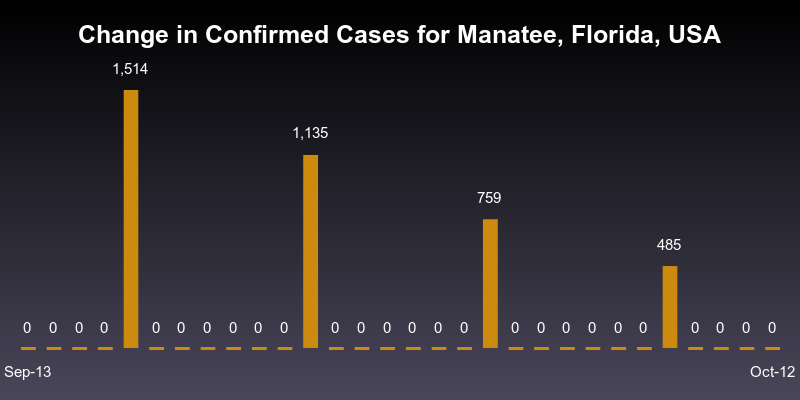 Change in Confirmed Cases for Manatee, Florida, USA
1,514
1,135
759
485
0 0 0 0 0 0 0 0 0 0 0 0 0 0 0 0 0 0 0 0 0 0 0 0 0 0
Sep-13 Oct-12